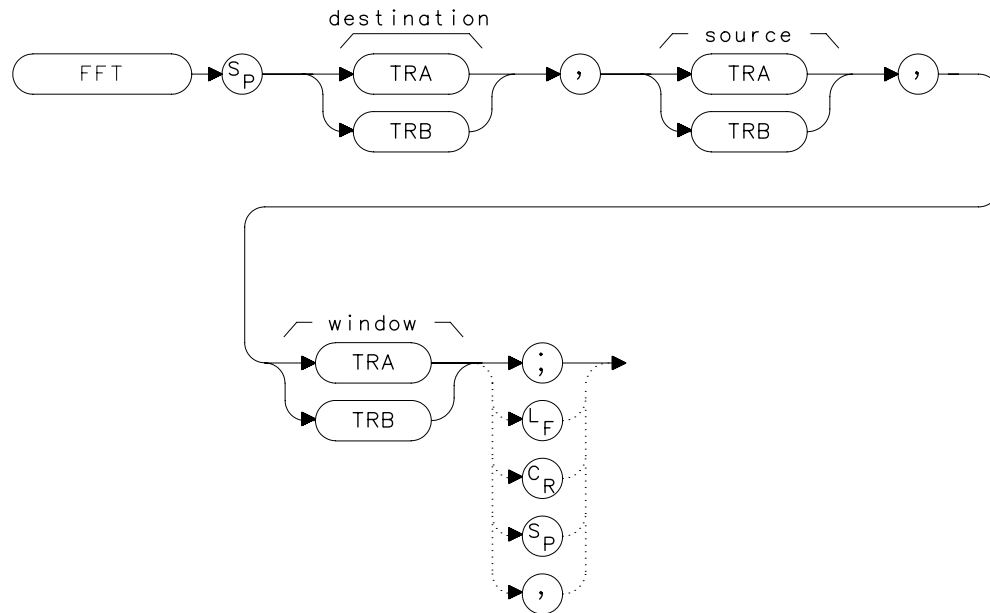 destination
source
FFT SP TRA , TRA ,
TRB TRB
window
TRA ;
TRB LF
CR
SP
,